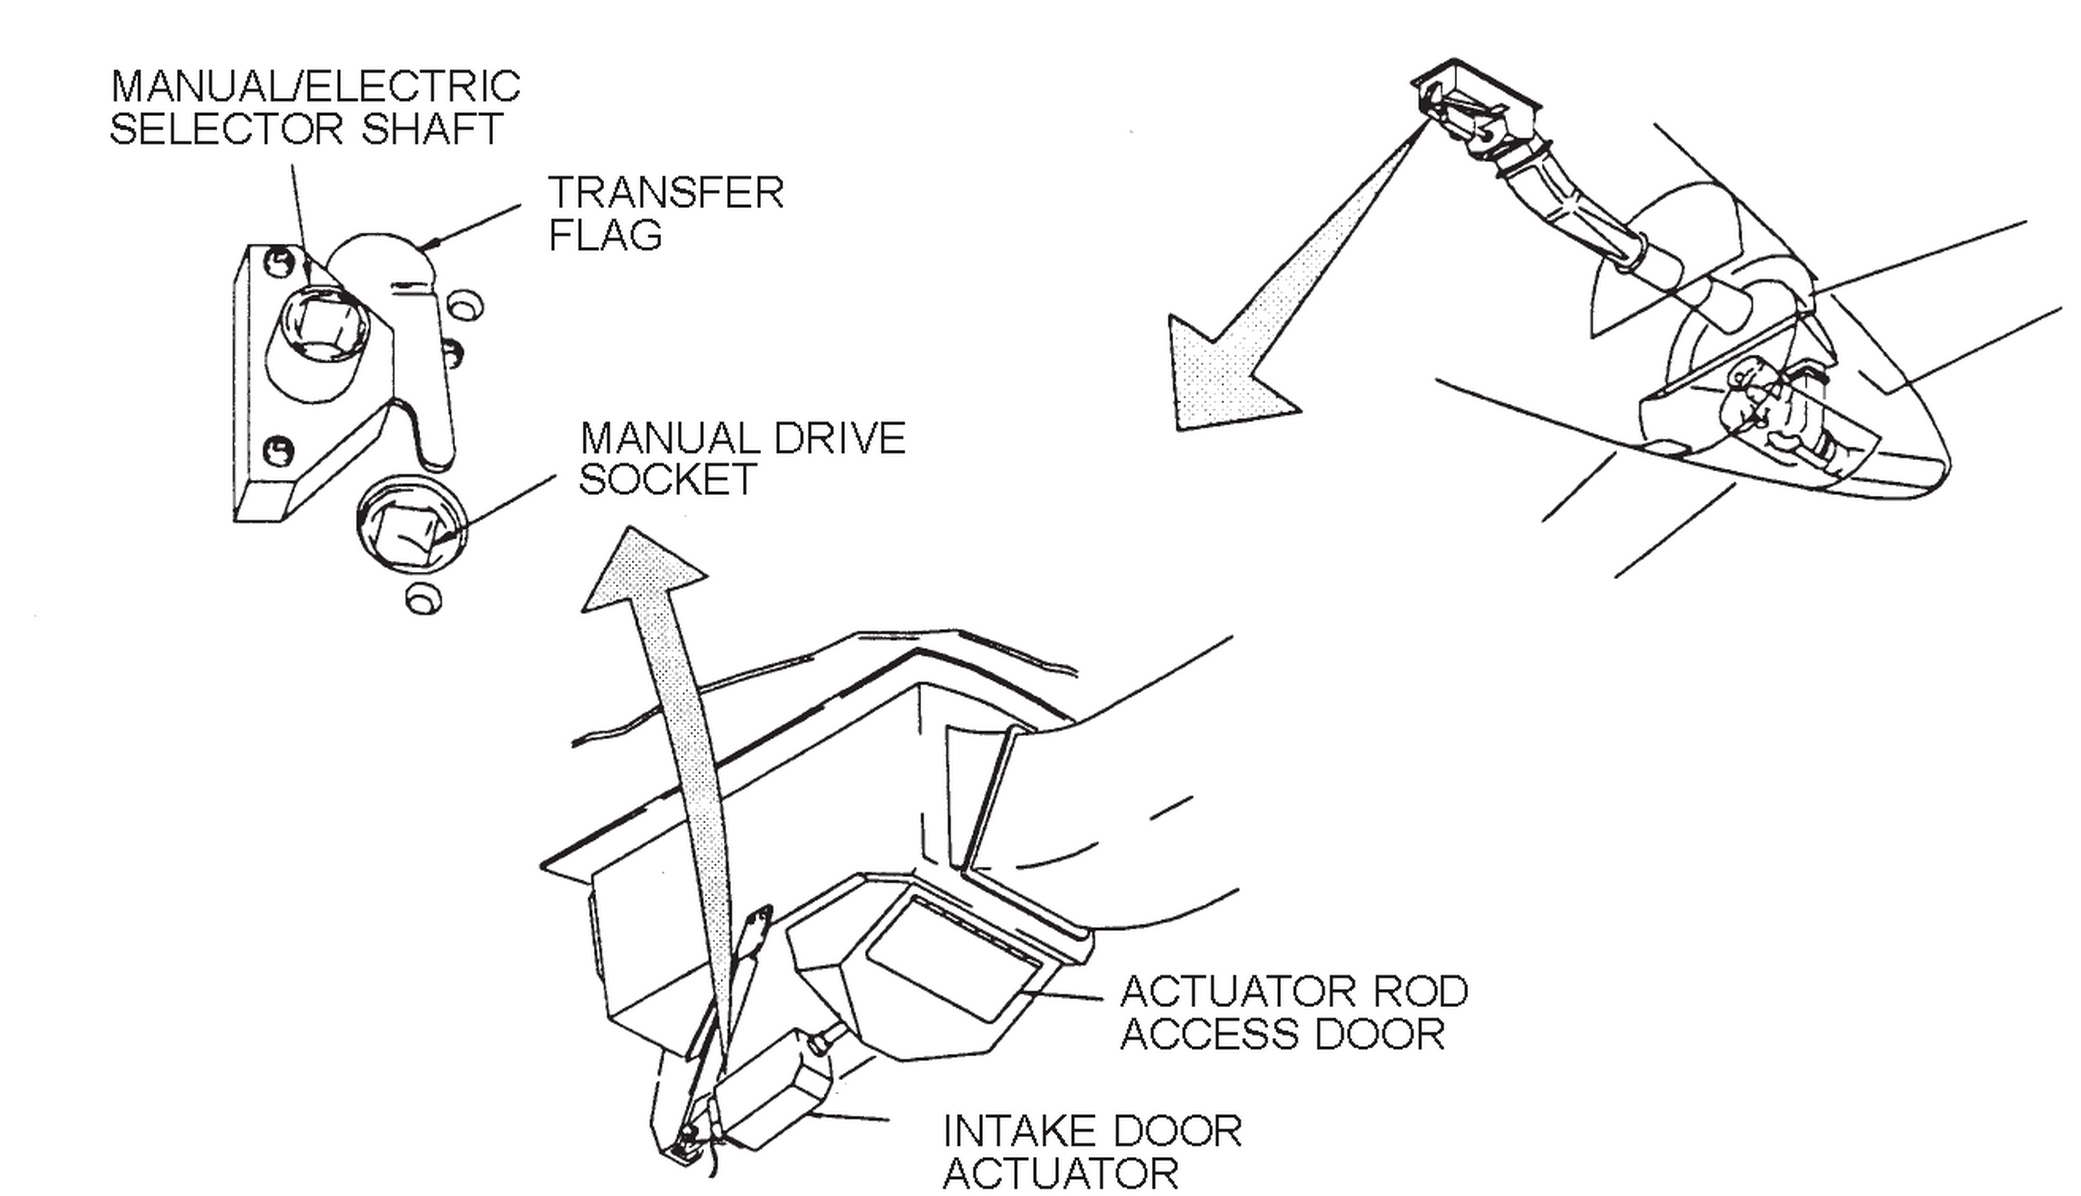 MANUAL/ELECTRIC
SELECTOR SHAFT
TRANSFER
FLAG
MANUAL DRIVE
SOCKET
ACTUATOR ROD
ACCESS DOOR
INTAKE DOOR
ACTUATOR